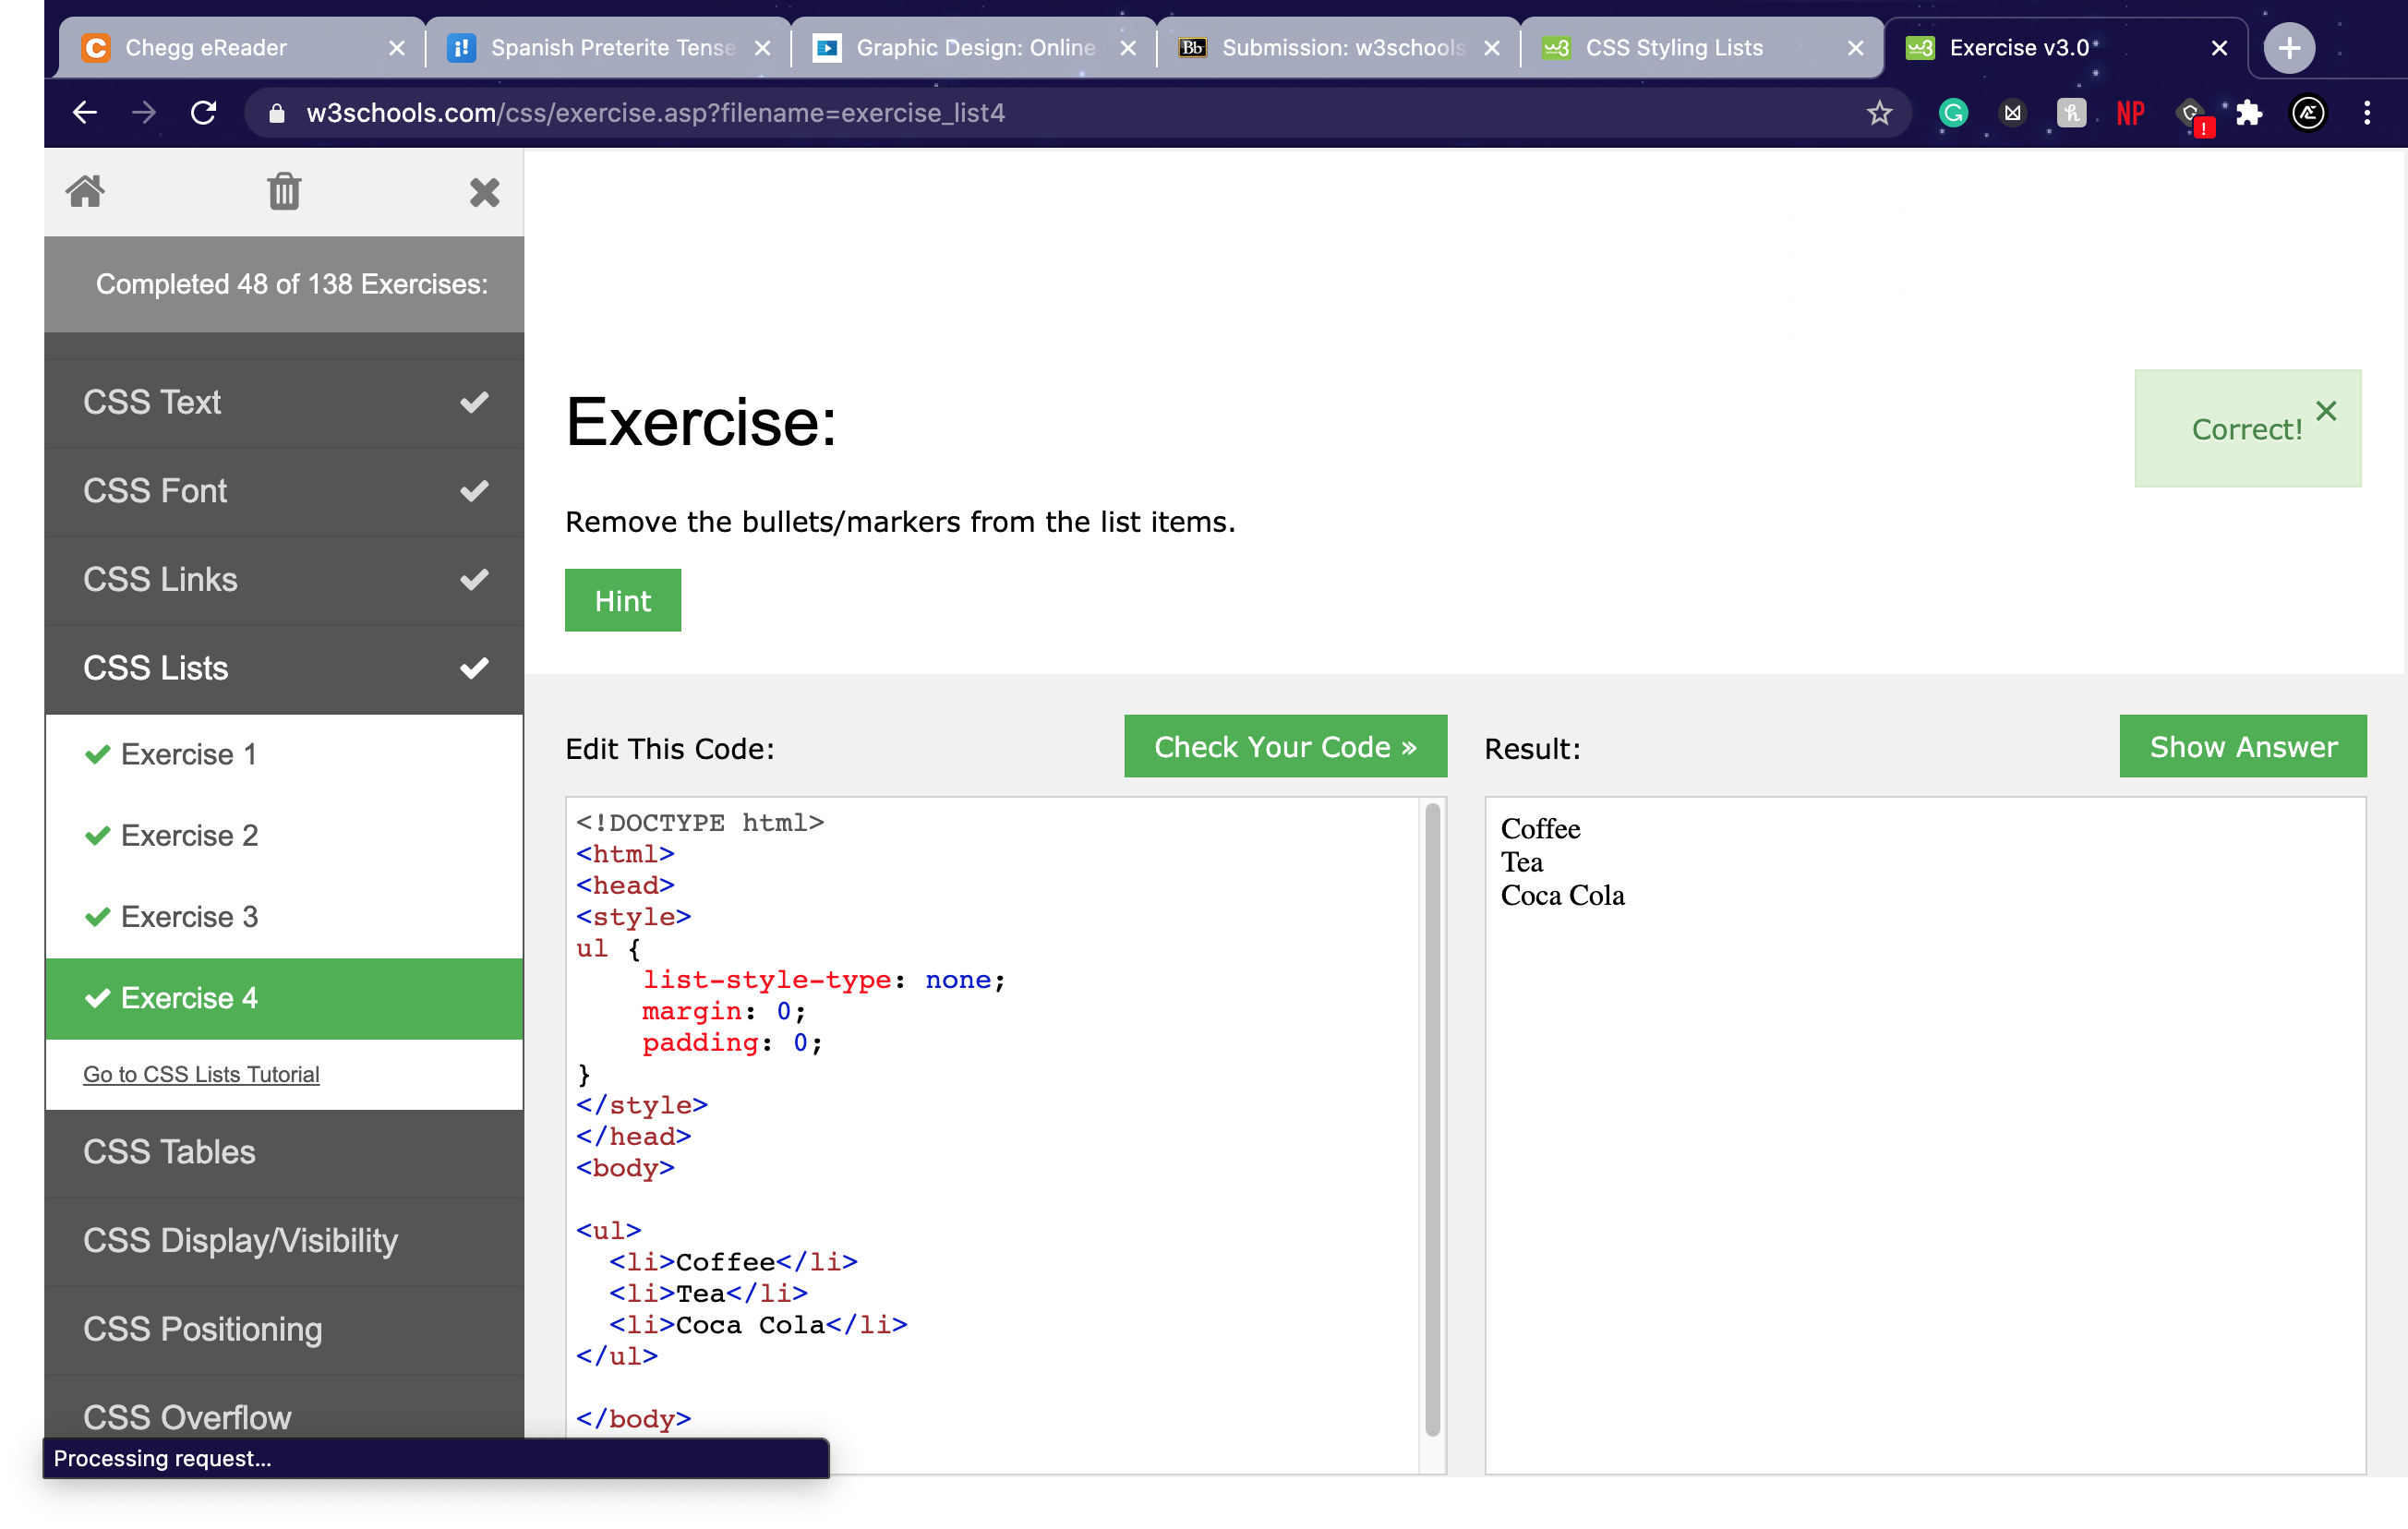 Chegg eReader
Spanish Preterite Tense
Graphic Design: Online
Bb Submission: w3schools
CSS Styling Lists
Exercise v3.0
w3schools.com/css/exercise.asp?filename=exercise_list4
NP
Completed 48 of 138 Exercises:
CSS Text
CSS Font
CSS Links
CSS Lists
Exercise 1
Exercise 2
Exercise 3
Exercise 4
Go to CSS Lists Tutorial
CSS Tables
CSS Display/Visibility
CSS Positioning
CSS Overflow
Processing request...
Exercise:
Correct!
Remove the bullets/markers from the list items.
Hint
Edit This Code:
Check Your Code »
<!DOCTYPE html>
<html>
<head>
<style>
ul {
    list-style-type: none;
    margin: 0;
    padding: 0;
}
</style>
</head>
<body>
<ul>
  <li>Coffee</li>
  <li>Tea</li>
  <li>Coca Cola</li>
</ul>
</body>
Result:
Show Answer
Coffee
Tea
Coca Cola